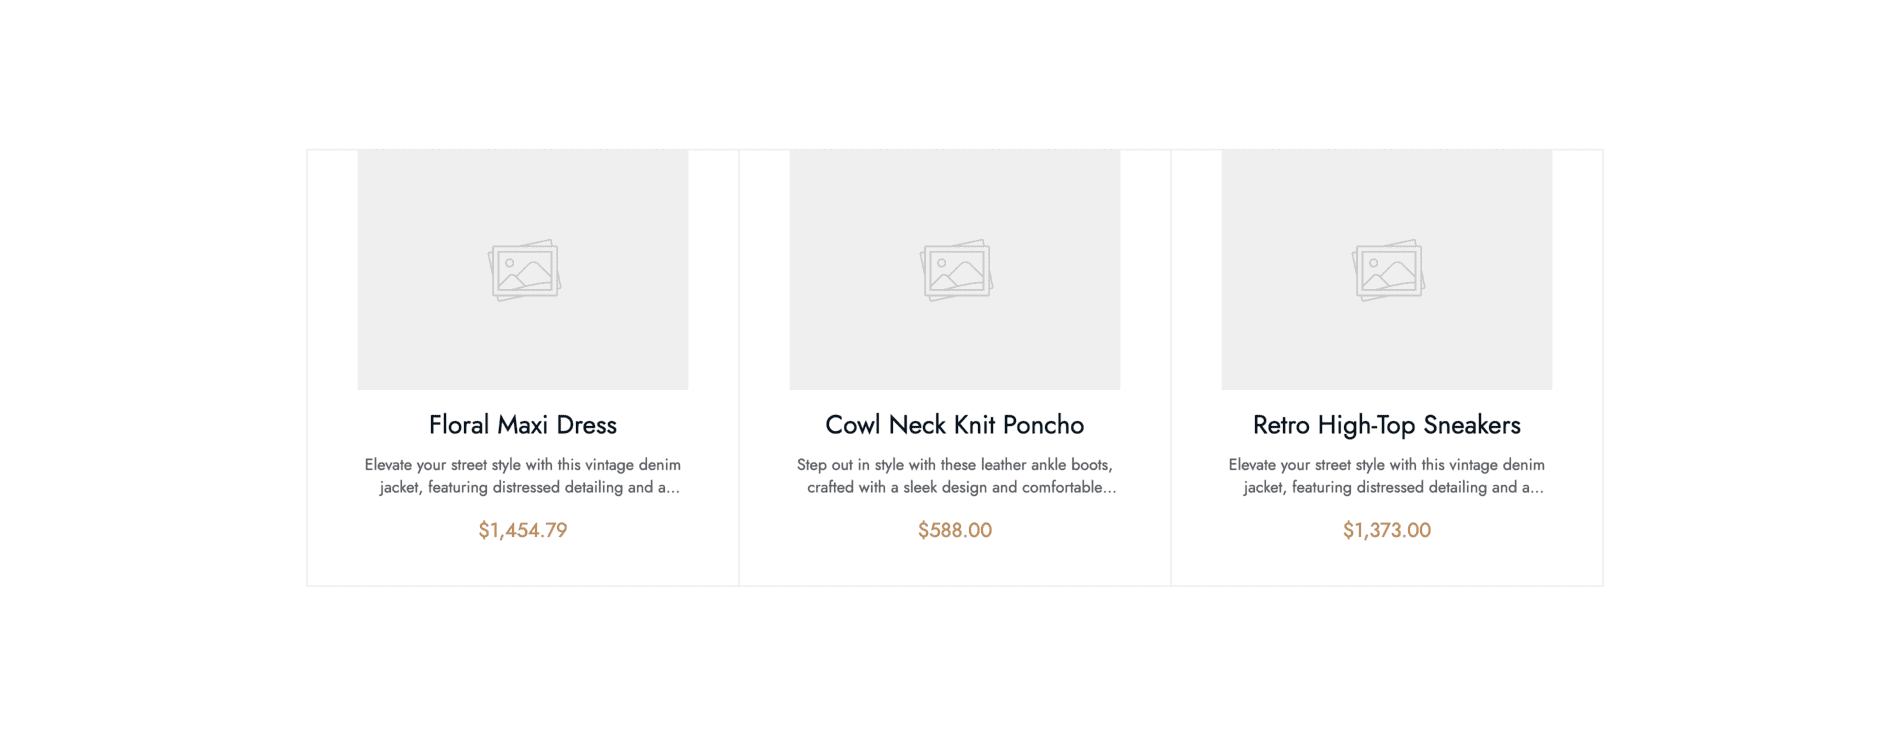 Floral Maxi Dress
Elevate your street style with this vintage denim
jacket, featuring distressed detailing and a...
$1,454.79
Cowl Neck Knit Poncho
Step out in style with these leather ankle boots,
crafted with a sleek design and comfortable...
$588.00
Retro High-Top Sneakers
Elevate your street style with this vintage denim
jacket, featuring distressed detailing and a...
$1,373.00